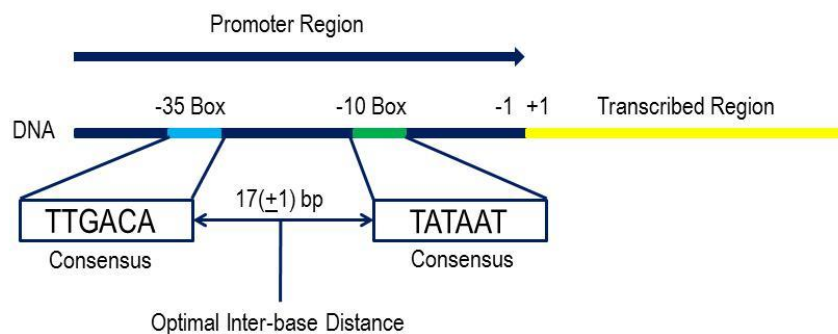 Promoter Region
-35 Box -10 Box -1 +1 Transcribed Region
DNA
17(±1) bp
TTGACA TATAAT
Consensus Consensus
Optimal Inter-base Distance